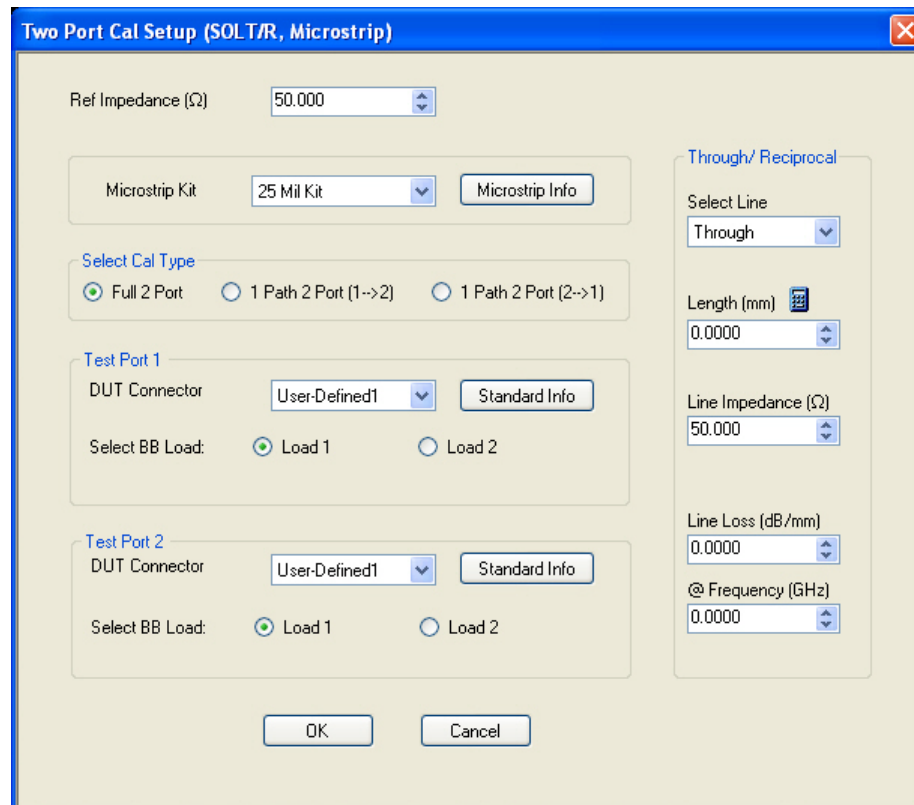 Two Port Cal Setup (SOLT/R, Microstrip)
Ref Impedance (Ω) 50.000
Microstrip Kit 25 Mil Kit Microstrip Info
Select Cal Type
Full 2 Port 1 Path 2 Port (1-->2) 1 Path 2 Port (2-->1)
Test Port 1
DUT Connector User-Defined1 Standard Info
Select BB Load: Load 1 Load 2
Test Port 2
DUT Connector User-Defined1 Standard Info
Select BB Load: Load 1 Load 2
Through/ Reciprocal
Select Line
Through
Length (mm)
0.0000
Line Impedance (Ω)
50.000
Line Loss (dB/mm)
0.0000
@ Frequency (GHz)
0.0000
OK Cancel